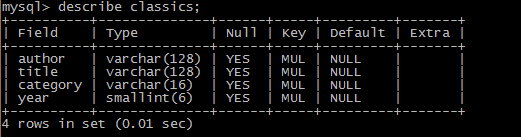 mysql> describe classics;
+----------+--------------+------+-----+---------+-------+
| Field    | Type         | Null | Key | Default | Extra |
+----------+--------------+------+-----+---------+-------+
| author   | varchar(128) | YES  | MUL | NULL    |       |
| title    | varchar(128) | YES  | MUL | NULL    |       |
| category | varchar(16)  | YES  | MUL | NULL    |       |
| year     | smallint(6)  | YES  | MUL | NULL    |       |
+----------+--------------+------+-----+---------+-------+
4 rows in set (0.01 sec)